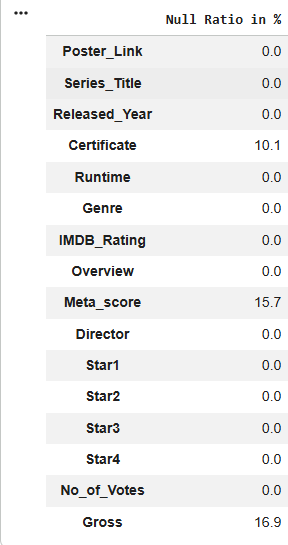 Null Ratio in %
Poster_Link 0.0
Series_Title 0.0
Released_Year 0.0
Certificate 10.1
Runtime 0.0
Genre 0.0
IMDB_Rating 0.0
Overview 0.0
Meta_score 15.7
Director 0.0
Star1 0.0
Star2 0.0
Star3 0.0
Star4 0.0
No_of_Votes 0.0
Gross 16.9